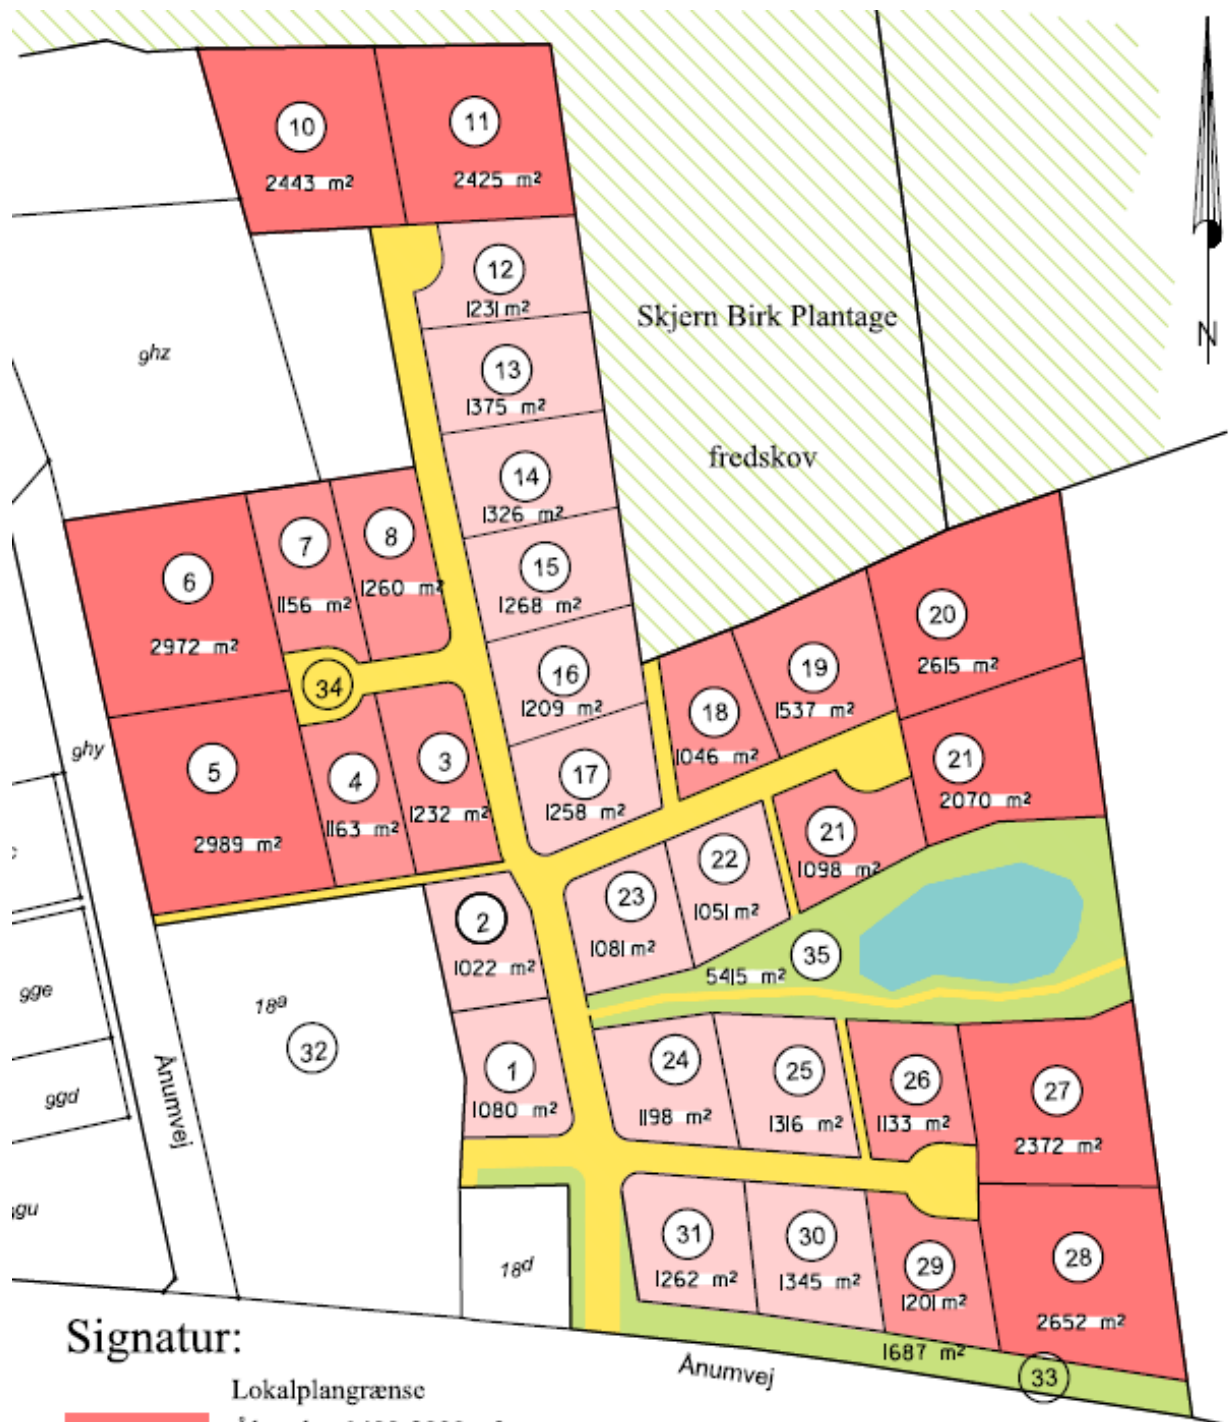 10
2443 m²
11
2425 m²
12
1231 m²
13
1375 m²
14
1326 m²
15
1268 m²
16
1209 m²
17
1258 m²
Skjern Birk Plantage
fredskov
N
9hz
9hy
6
2972 m²
7
1156 m²
8
1260 m²
34
5
2989 m²
4
1163 m²
3
1232 m²
18
1046 m²
19
1537 m²
20
2615 m²
21
2070 m²
21
1098 m²
22
1051 m²
23
1081 m²
35
5415 m²
2
1022 m²
1
1080 m²
18a
32
9ge
9gd
gu
Ånumvej
24
1198 m²
25
1316 m²
26
1133 m²
27
2372 m²
31
1262 m²
30
1345 m²
29
1201 m²
28
2652 m²
18d
1687 m²
33
Ånumvej
Signatur:
Lokalplangrænse